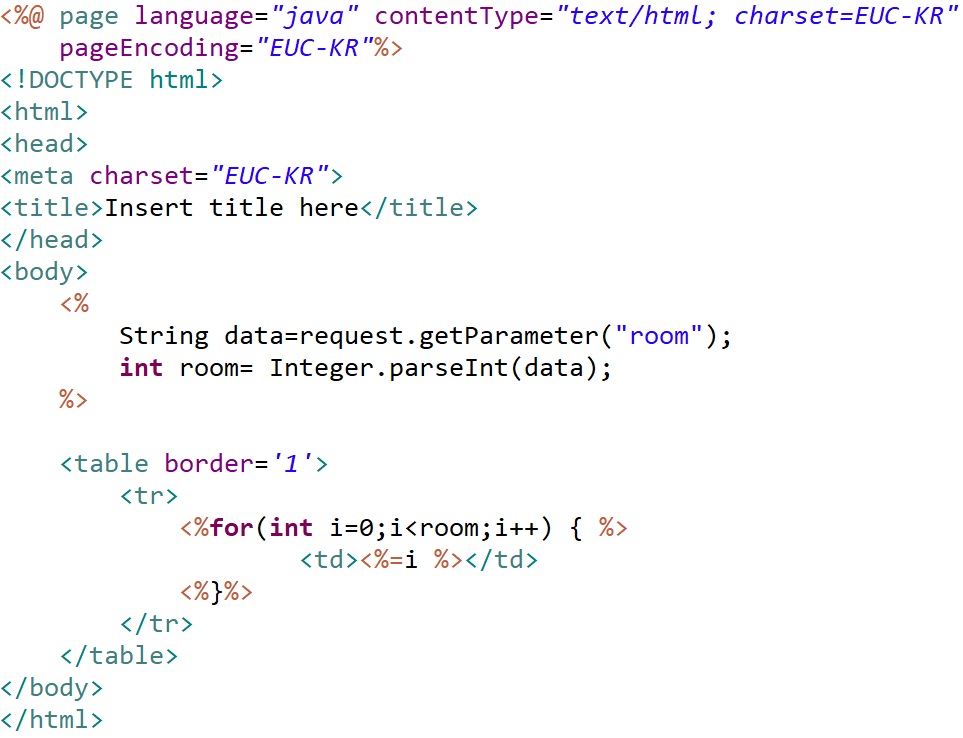 <%@ page language="java" contentType="text/html; charset=EUC-KR"
    pageEncoding="EUC-KR"%>
<!DOCTYPE html>
<html>
<head>
<meta charset="EUC-KR">
<title>Insert title here</title>
</head>
<body>
    <%
        String data=request.getParameter("room");
        int room= Integer.parseInt(data);
    %>

    <table border='1'>
        <tr>
            <%for(int i=0;i<room;i++) { %>
                    <td><%=i %></td>
            <%}%>
        </tr>
    </table>
</body>
</html>